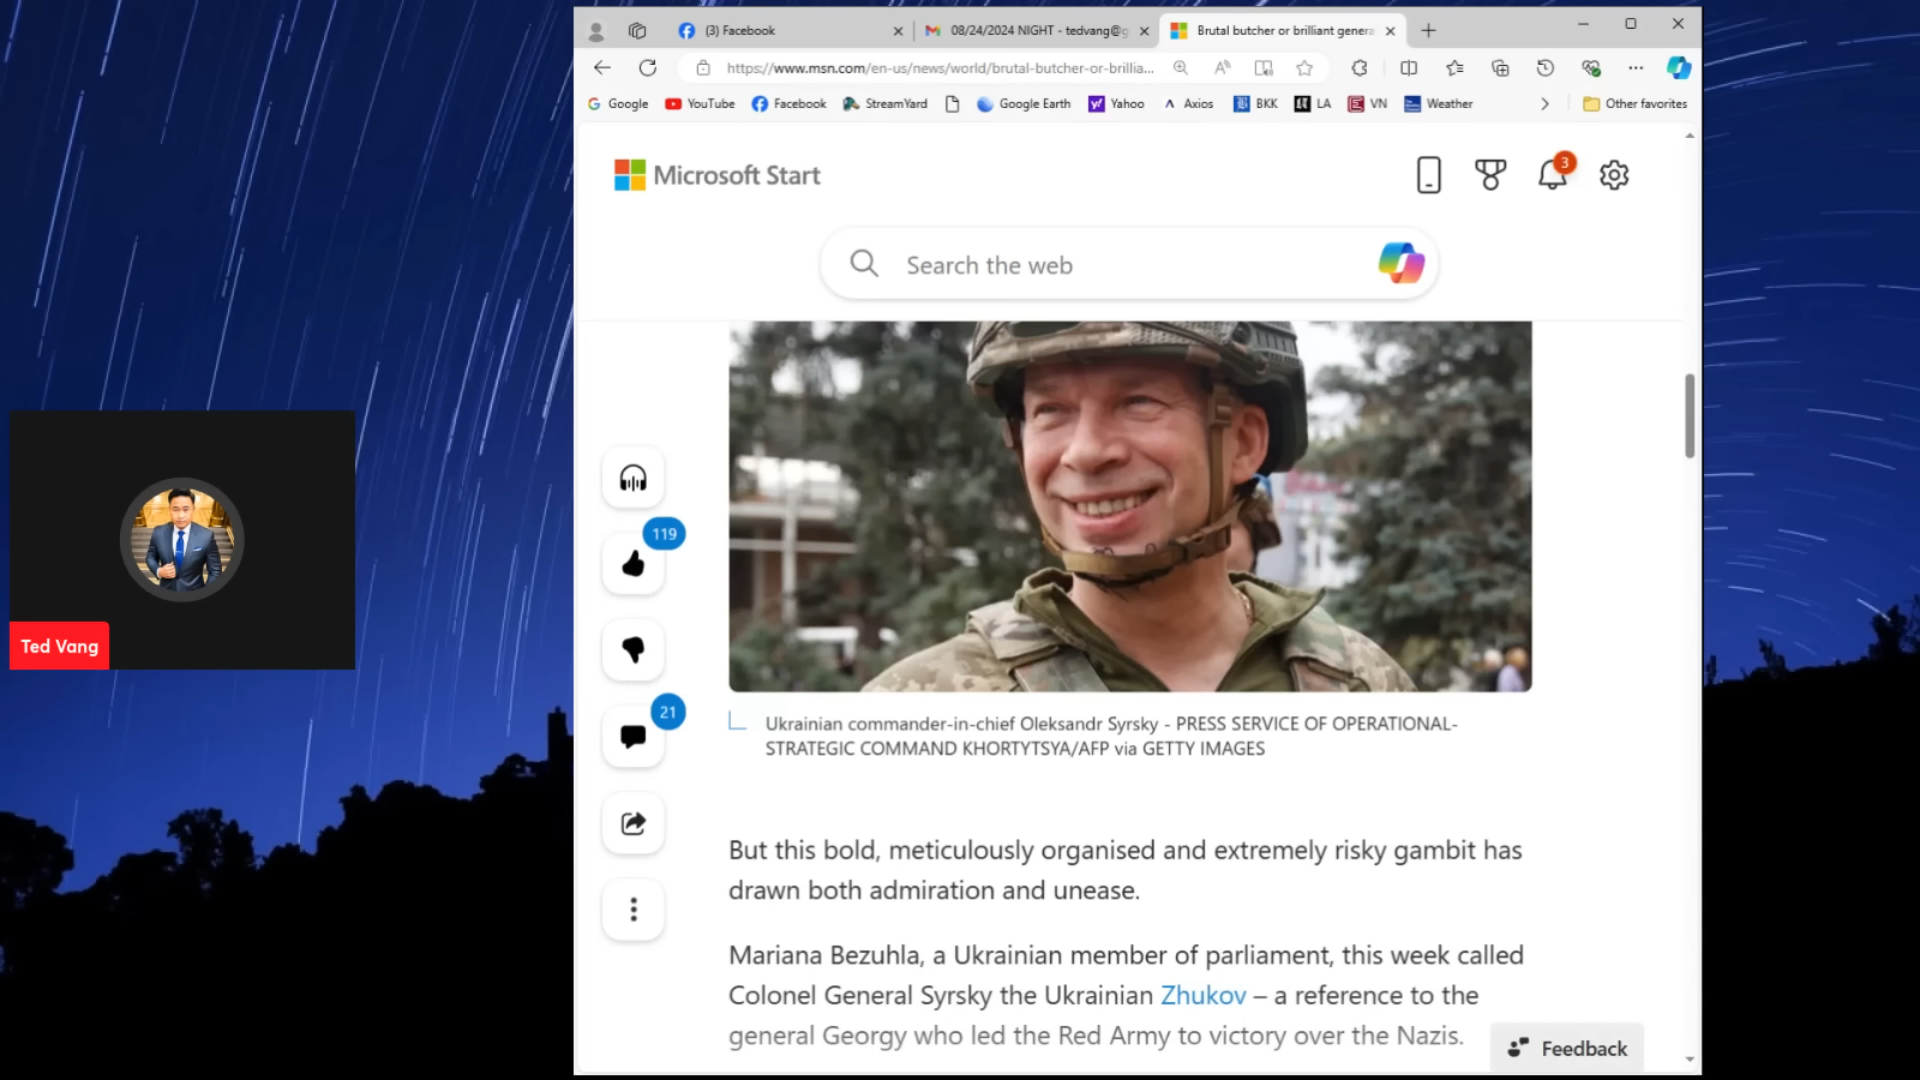 (3) Facebook
08/24/2024 NIGHT - tedvang@g
Brutal butcher or brilliant genera
https://www.msn.com/en-us/news/world/brutal-butcher-or-brillia...
Google
YouTube
Facebook
StreamYard
Google Earth
Yahoo
Axios
BKK
LA
VN
Weather
Other favorites
Microsoft Start
3
Search the web
119
21
Ted Vang
Ukrainian commander-in-chief Oleksandr Syrsky - PRESS SERVICE OF OPERATIONAL-
STRATEGIC COMMAND KHORTYTSYA/AFP via GETTY IMAGES
But this bold, meticulously organised and extremely risky gambit has
drawn both admiration and unease.
Mariana Bezuhla, a Ukrainian member of parliament, this week called
Colonel General Syrsky the Ukrainian Zhukov – a reference to the
general Georgy who led the Red Army to victory over the Nazis.
Feedback